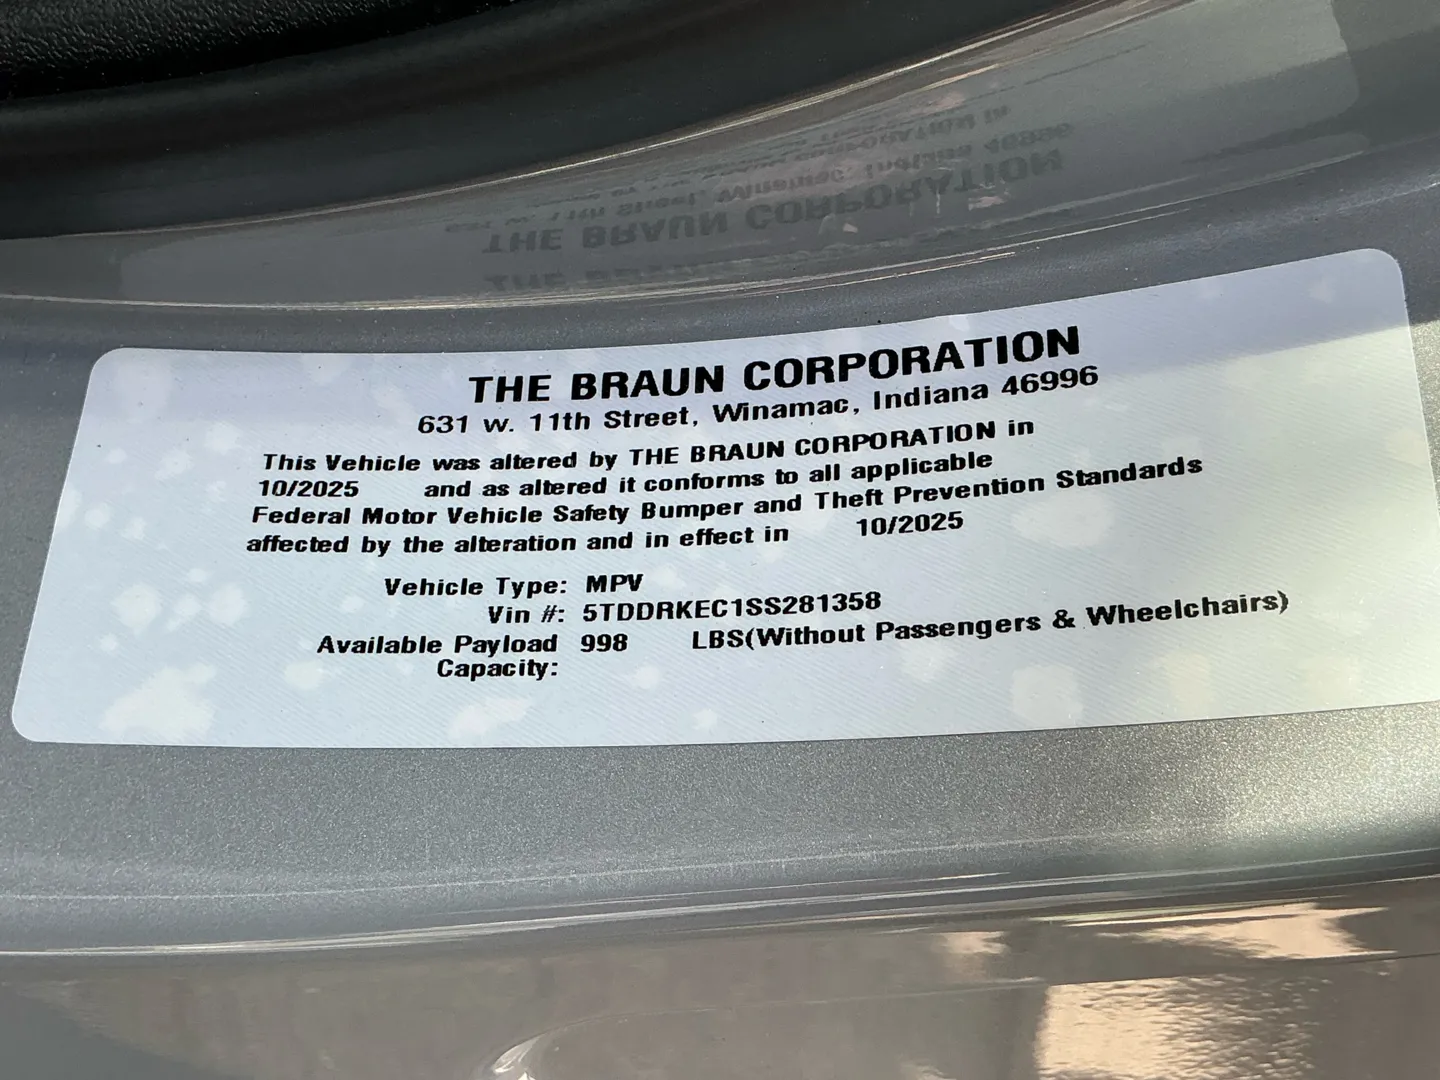 THE BRAUN CORPORATION
631 w. 11th Street, Winamac, Indiana 46996
This Vehicle was altered by THE BRAUN CORPORATION in
10/2025 and as altered it conforms to all applicable
Federal Motor Vehicle Safety Bumper and Theft Prevention Standards
affected by the alteration and in effect in 10/2025
Vehicle Type: MPV
Vin #: 5TDDRKEC1SS281358
Available Payload 998 LBS(Without Passengers & Wheelchairs)
Capacity: